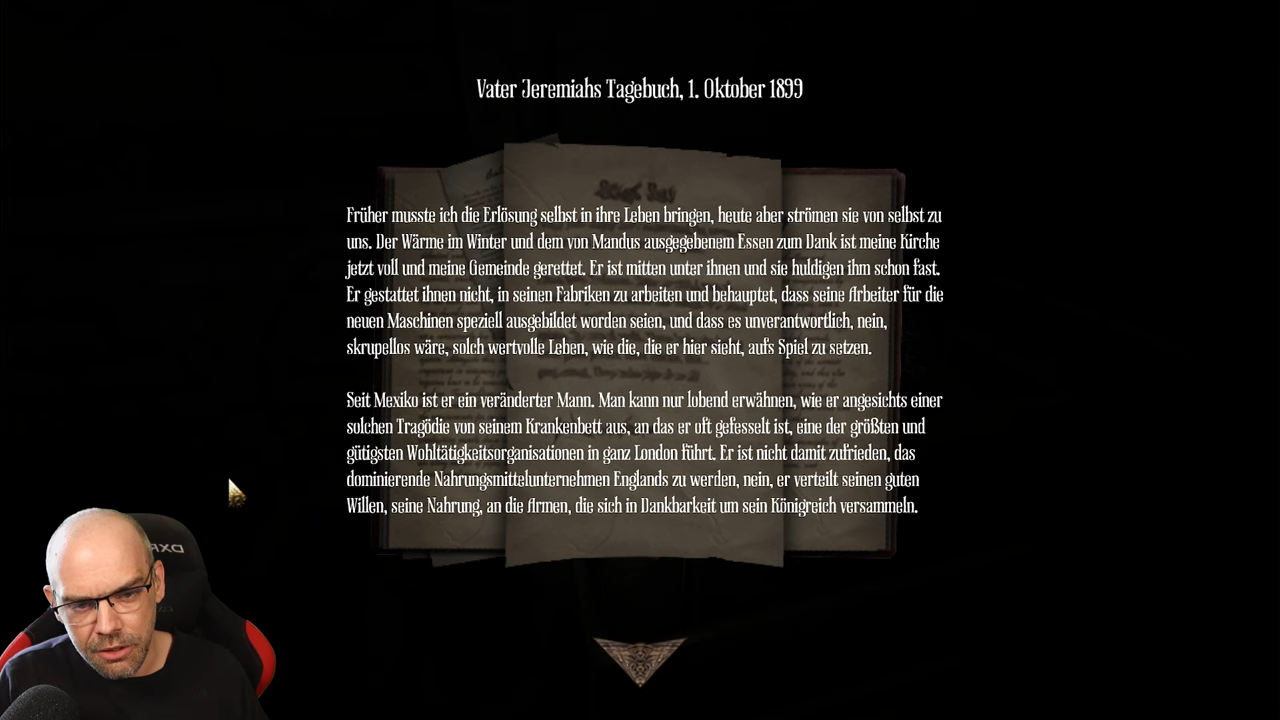 Vater Jeremiahs Tagebuch, 1. Oktober 1899
Früher musste ich die Erlösung selbst in ihre Leben bringen, heute aber strömen sie von selbst zu
uns. Der Wärme im Winter und dem von Mandus ausgegebenem Essen zum Dank ist meine Kirche
jetzt voll und meine Gemeinde gerettet. Er ist mitten unter ihnen und sie huldigen ihm schon fast.
Er gestattet ihnen nicht, in seinen Fabriken zu arbeiten und behauptet, dass seine Arbeiter für die
neuen Maschinen speziell ausgebildet worden seien, und dass es unverantwortlich, nein,
skrupellos wäre, solch wertvolle Leben, wie die, die er hier sieht, aufs Spiel zu setzen.
Seit Mexiko ist er ein veränderter Mann. Man kann nur lobend erwähnen, wie er angesichts einer
solchen Tragödie von seinem Krankenbett aus, an das er oft gefesselt ist, eine der größten und
gütigsten Wohltätigkeitsorganisationen in ganz London führt. Er ist nicht damit zufrieden, das
dominierende Nahrungsmittelunternehmen Englands zu werden, nein, er verteilt seinen guten
Willen, seine Nahrung, an die Armen, die sich in Dankbarkeit um sein Königreich versammeln.